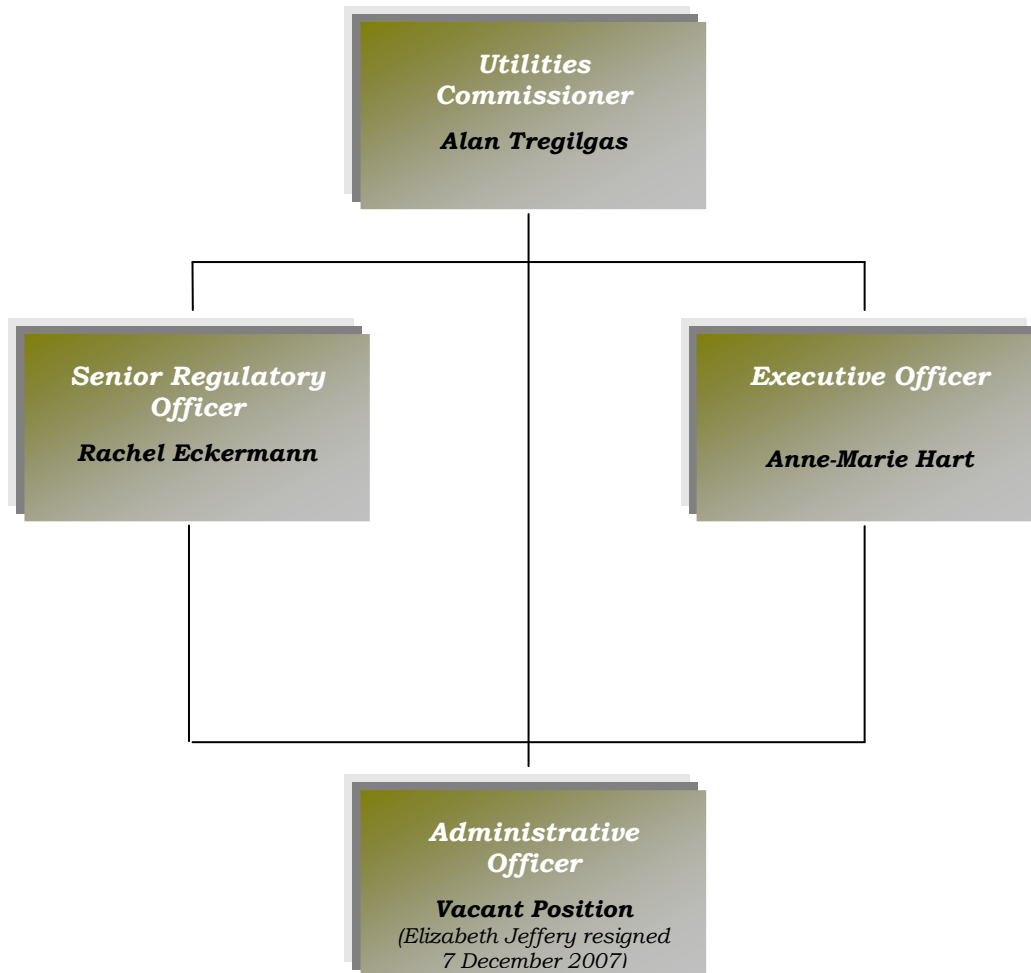 Utilities
Commissioner
Alan Tregilgas
Senior Regulatory
Officer
Rachel Eckermann
Executive Officer
Anne-Marie Hart
Administrative
Officer
Vacant Position
(Elizabeth Jeffery resigned
7 December 2007)